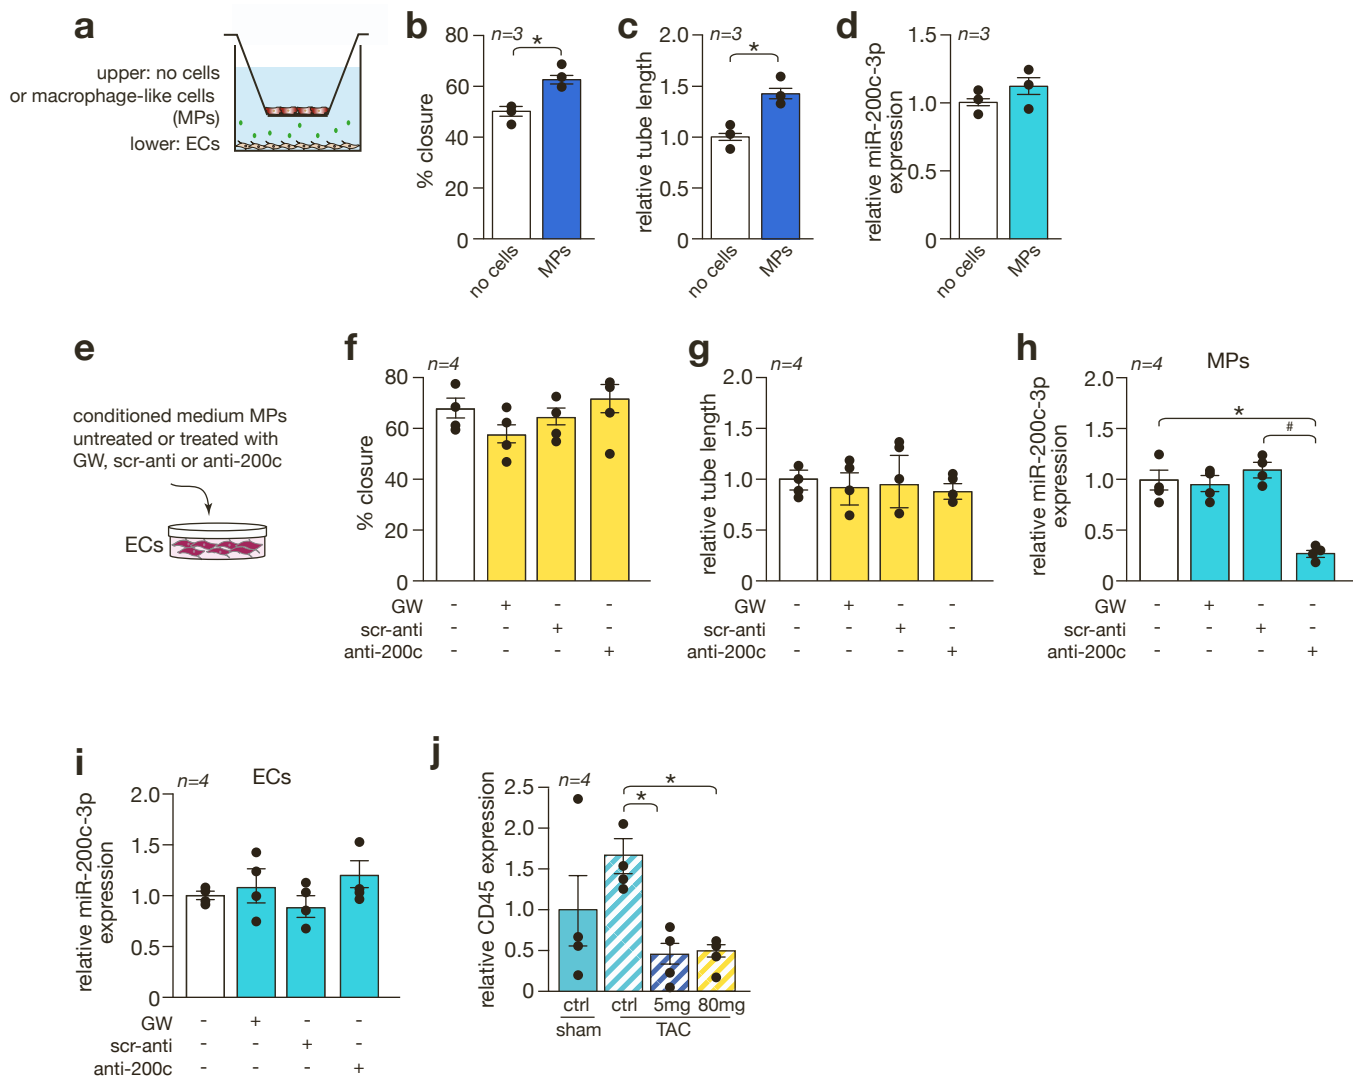 a
upper: no cells
or macrophage-like cells
(MPs)
lower: ECs
b
n=3
*
% closure
80
60
40
20
0
no cells
MPs
c
n=3
*
relative tube length
2.0
1.5
1.0
0.5
0
no cells
MPs
d
n=3
relative miR-200c-3p
expression
1.5
1.0
0.5
0
no cells
MPs
e
conditioned medium MPs
untreated or treated with
GW, scr-anti or anti-200c
ECs
f
n=4
% closure
80
60
40
20
0
GW - + - -
scr-anti - - + -
anti-200c - - - +
g
n=4
relative tube length
2.0
1.5
1.0
0.5
0
GW - + - -
scr-anti - - + -
anti-200c - - - +
h
n=4
MPs
*
#
relative miR-200c-3p
expression
2.0
1.5
1.0
0.5
0
GW - + - -
scr-anti - - + -
anti-200c - - - +
i
n=4
ECs
relative miR-200c-3p
expression
2.0
1.5
1.0
0.5
0
GW - + - -
scr-anti - - + -
anti-200c - - - +
j
n=4
*
*
relative CD45 expression
2.5
2.0
1.5
1.0
0.5
0
ctrl ctrl 5mg 80mg
sham TAC